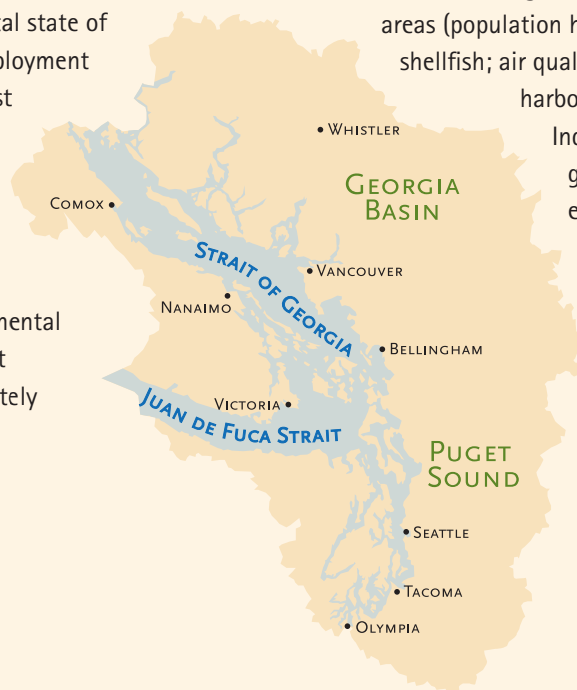 tal state of
ployment
st
mental
t
tely
areas (population h
shellfish; air qual
harbo
Inc
g
e
WHISTLER
GEORGIA
BASIN
COMOX
STRAIT OF GEORGIA
VANCOUVER
NANAIMO
BELLINGHAM
VICTORIA
JUAN DE FUCA STRAIT
PUGET
SOUND
SEATTLE
TACOMA
OLYMPIA